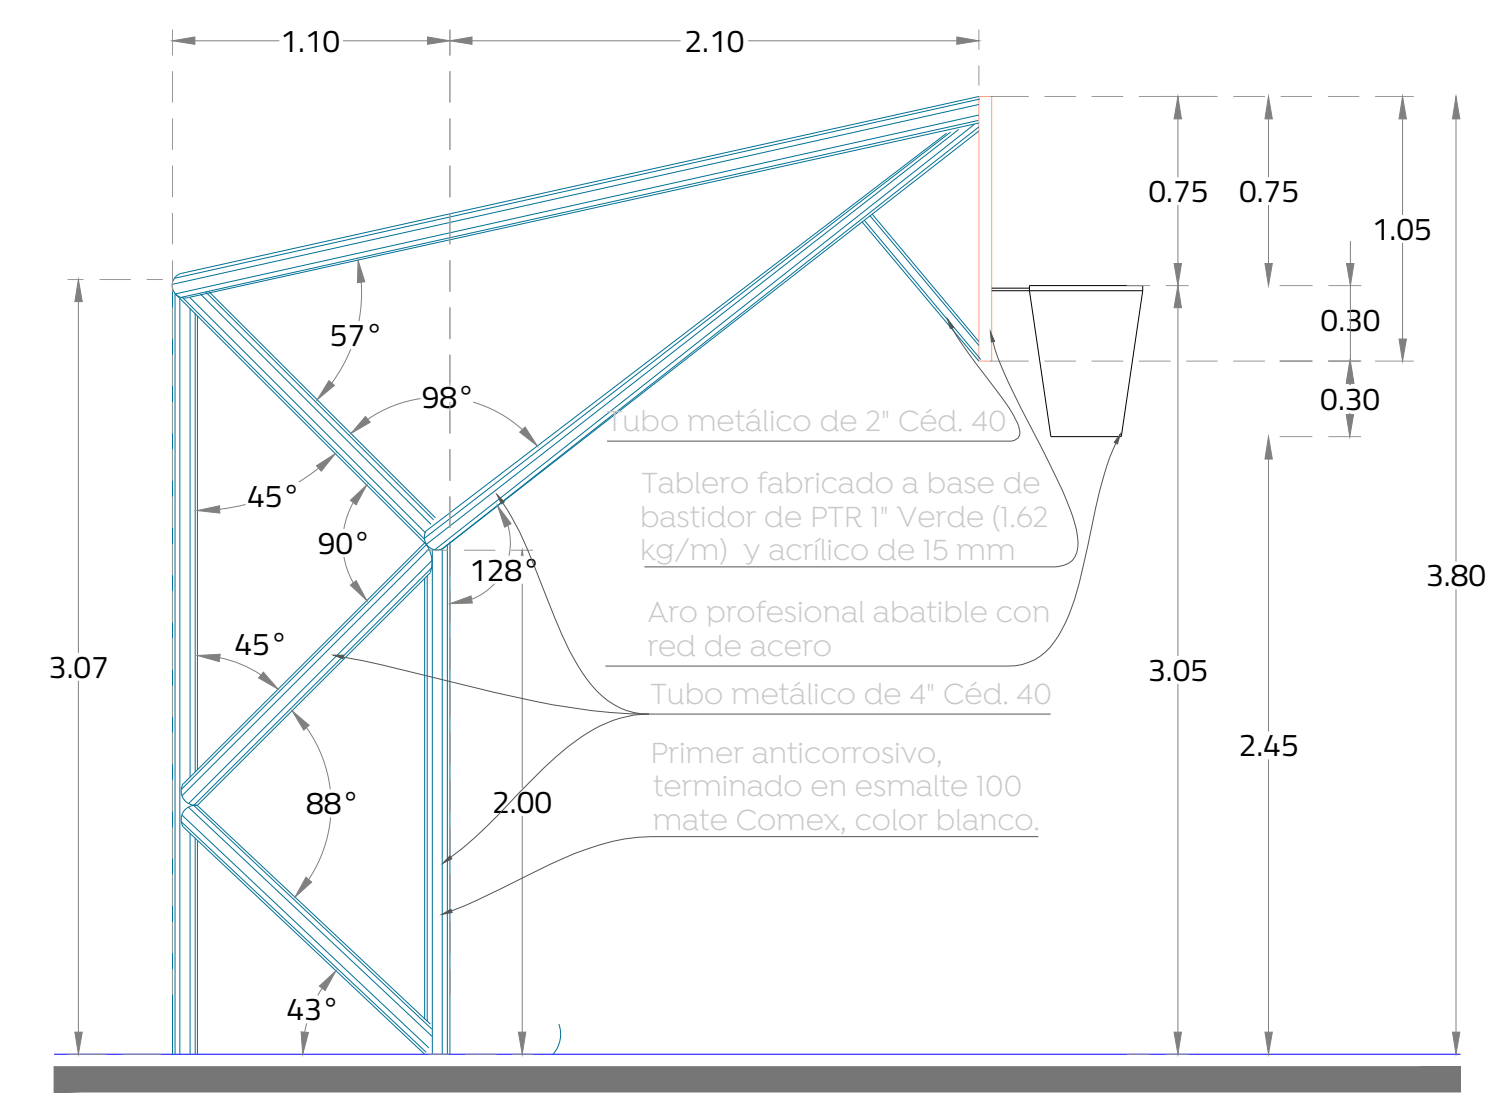 1.10
2.10
0.75
0.75
1.05
0.30
57°
98°
0.30
Tubo metálico de 2" Céd. 40
45°
Tablero fabricado a base de
bastidor de PTR 1" Verde (1.62
kg/m) y acrílico de 15 mm
90°
128°
3.80
Aro profesional abatible con
red de acero
45°
3.07
3.05
Tubo metálico de 4" Céd. 40
2.45
Primer anticorrosivo,
terminado en esmalte 100
mate Comex, color blanco.
88°
2.00
43°